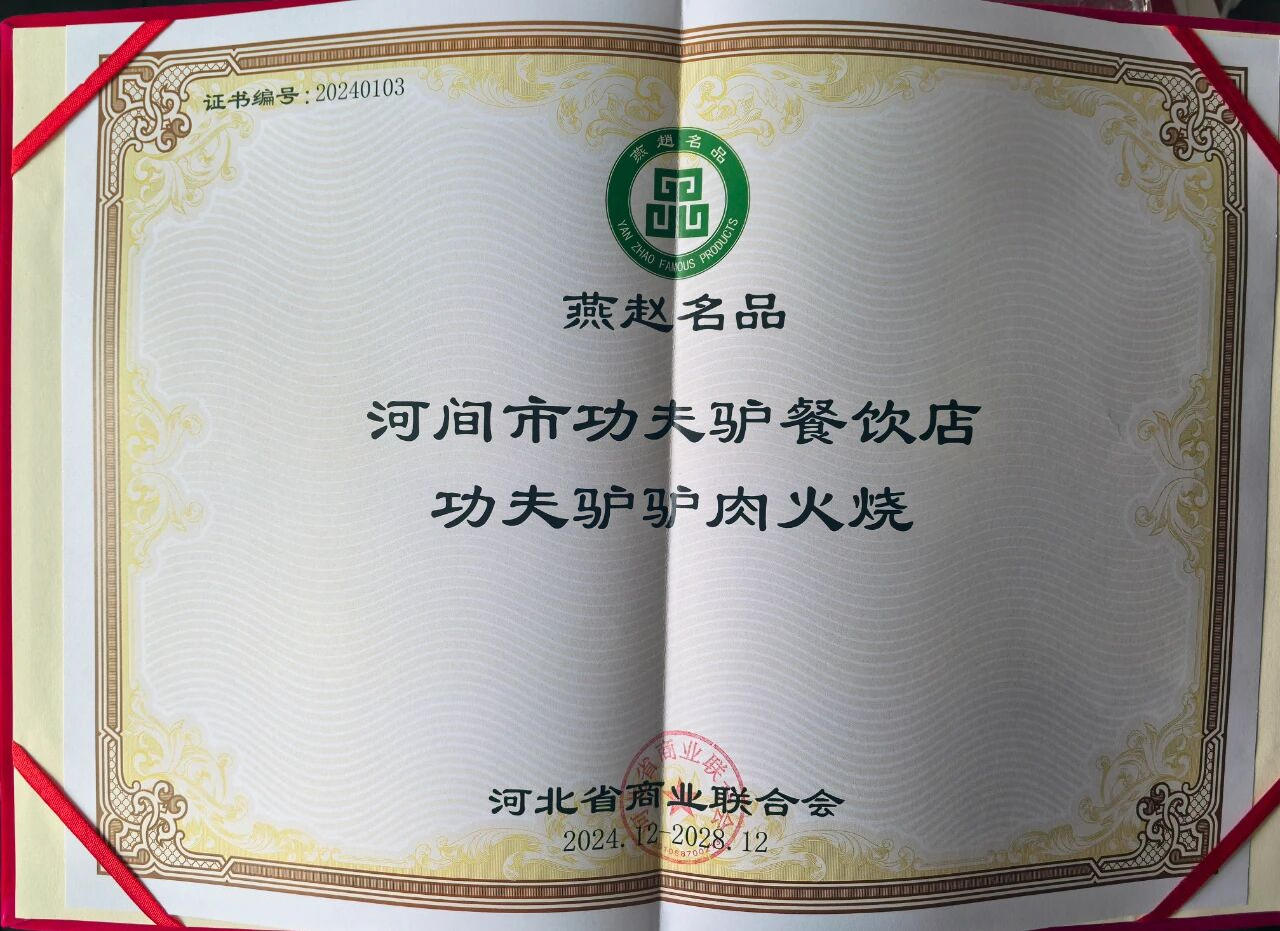 证书编号:20240103
燕趙名品
YAN ZHAO FAMOUS PRODUCTS
燕赵名品
河间市功夫驴餐饮店
功夫驴驴肉火烧
河北省商业联合会
2024.12-2028.12